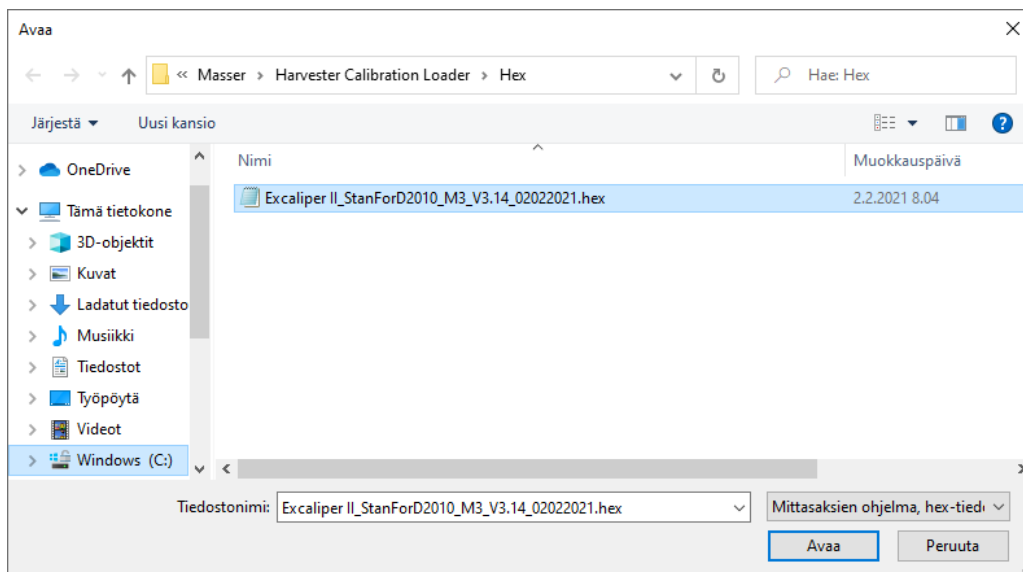 Avaa
« Masser > Harvester Calibration Loader > Hex
Hae: Hex
Järjestä
Uusi kansio
OneDrive
Tämä tietokone
3D-objektit
Kuvat
Ladatut tiedosto
Musiikki
Tiedostot
Työpöytä
Videot
Windows (C:)
Nimi
Muokkauspäivä
Excaliper II_StanForD2010_M3_V3.14_02022021.hex
2.2.2021 8.04
Tiedostonimi: Excaliper II_StanForD2010_M3_V3.14_02022021.hex
Mittasaksien ohjelma, hex-tied
Avaa
Peruuta